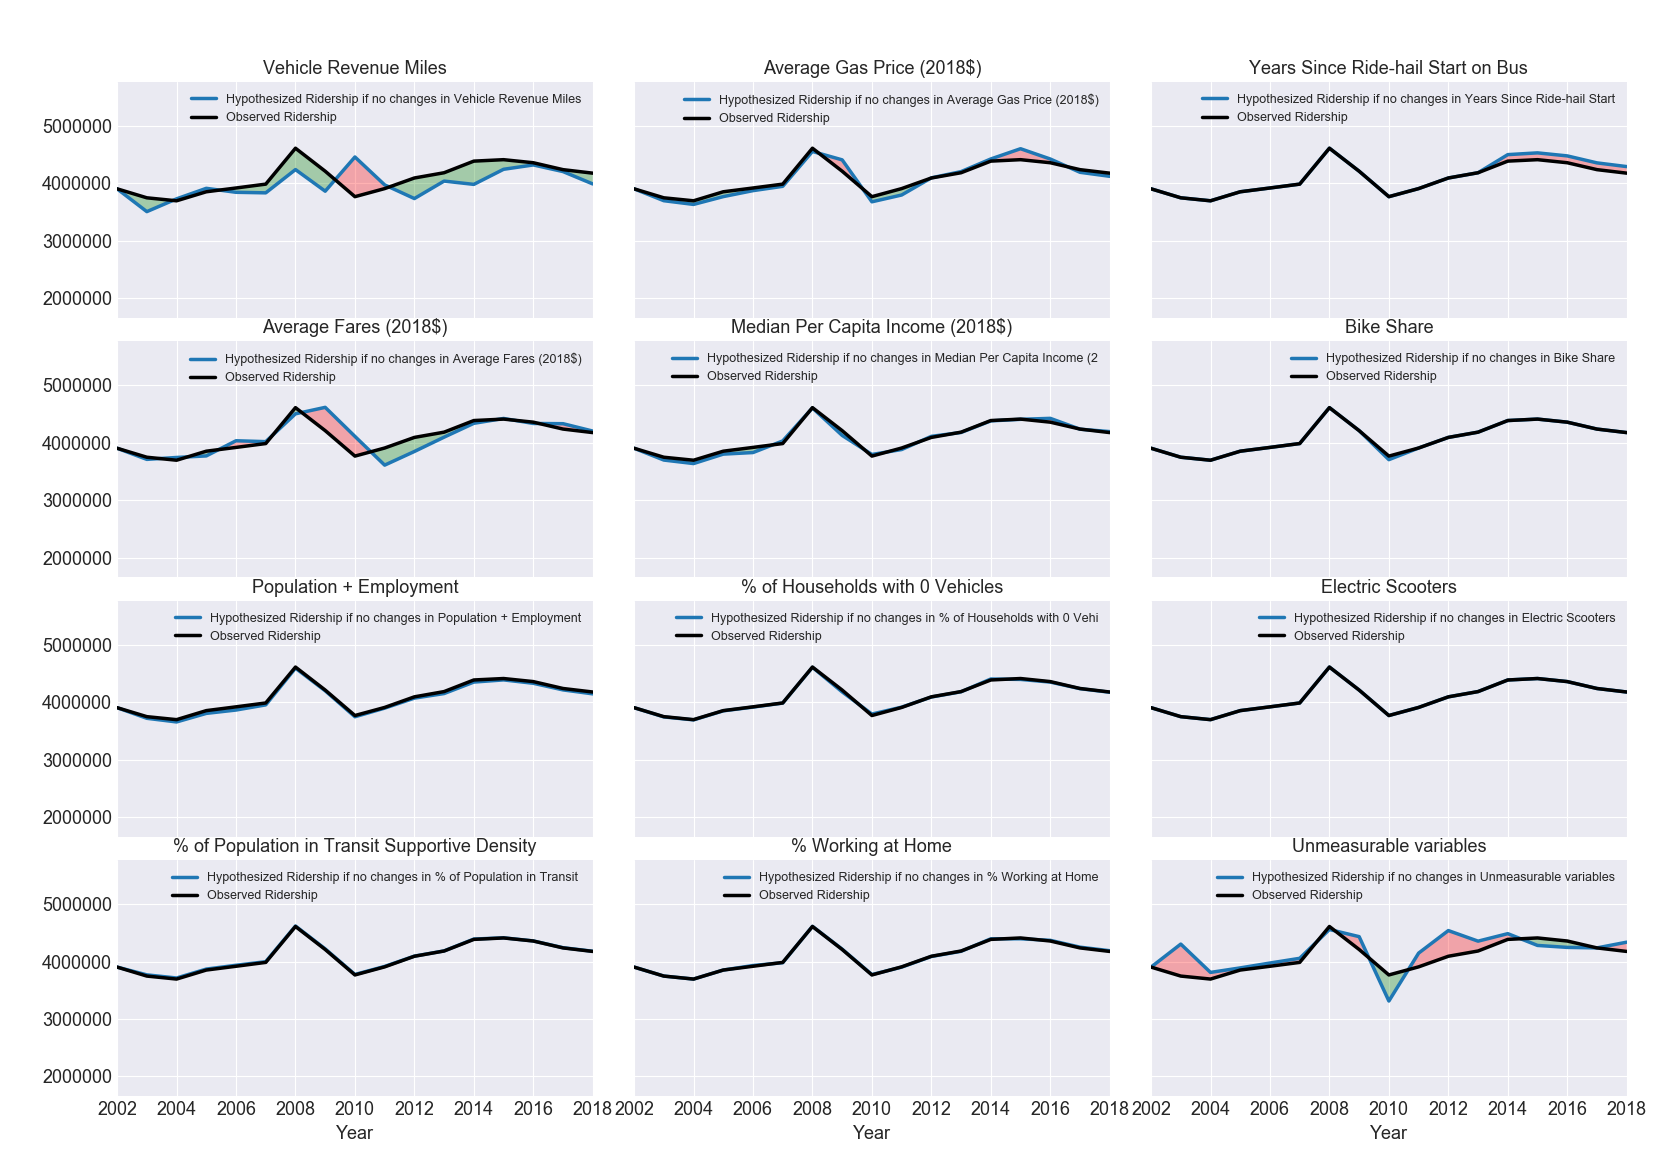 Vehicle Revenue Miles
Hypothesized Ridership if no changes in Vehicle Revenue Miles
Observed Ridership
5000000
4000000
3000000
2000000
Average Gas Price (2018$)
Hypothesized Ridership if no changes in Average Gas Price (2018$)
Observed Ridership
Years Since Ride-hail Start on Bus
Hypothesized Ridership if no changes in Years Since Ride-hail Start
Observed Ridership
Average Fares (2018$)
Hypothesized Ridership if no changes in Average Fares (2018$)
Observed Ridership
5000000
4000000
3000000
2000000
Median Per Capita Income (2018$)
Hypothesized Ridership if no changes in Median Per Capita Income (2
Observed Ridership
Bike Share
Hypothesized Ridership if no changes in Bike Share
Observed Ridership
Population + Employment
Hypothesized Ridership if no changes in Population + Employment
Observed Ridership
5000000
4000000
3000000
2000000
% of Households with 0 Vehicles
Hypothesized Ridership if no changes in % of Households with 0 Vehi
Observed Ridership
Electric Scooters
Hypothesized Ridership if no changes in Electric Scooters
Observed Ridership
% of Population in Transit Supportive Density
Hypothesized Ridership if no changes in % of Population in Transit
Observed Ridership
5000000
4000000
3000000
2000000
2002 2004 2006 2008 2010 2012 2014 2016 2018
Year
% Working at Home
Hypothesized Ridership if no changes in % Working at Home
Observed Ridership
2002 2004 2006 2008 2010 2012 2014 2016 2018
Year
Unmeasurable variables
Hypothesized Ridership if no changes in Unmeasurable variables
Observed Ridership
2002 2004 2006 2008 2010 2012 2014 2016 2018
Year